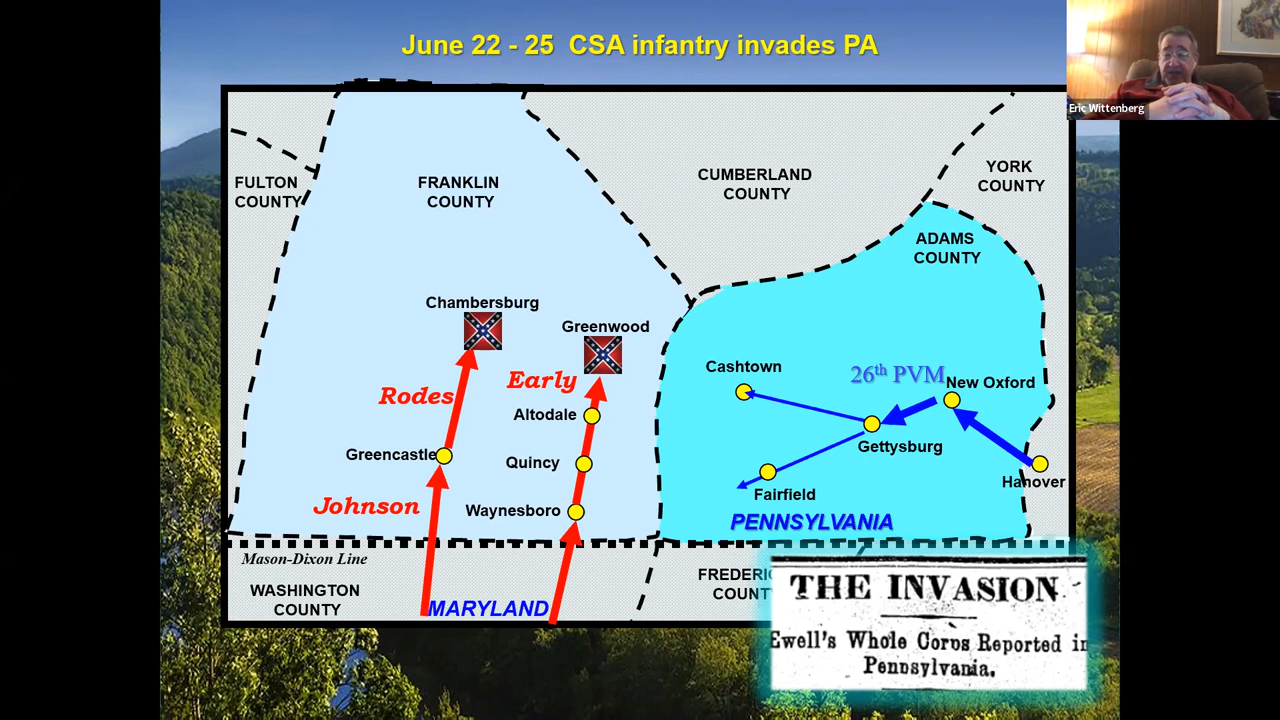 June 22 - 25 CSA infantry invades PA
Eric Wittenberg
FULTON
COUNTY
FRANKLIN
COUNTY
CUMBERLAND
COUNTY
YORK
COUNTY
ADAMS
COUNTY
Chambersburg
Greenwood
Cashtown
26th PVM
New Oxford
Rodes
Early
Altodale
Gettysburg
Greencastle
Quincy
Hanover
Johnson
Waynesboro
Fairfield
PENNSYLVANIA
Mason-Dixon Line
WASHINGTON
COUNTY
MARYLAND
FREDERIC
COUNT
THE INVASION
Ewell's Whole Corps Reported in
Pennsylvania.